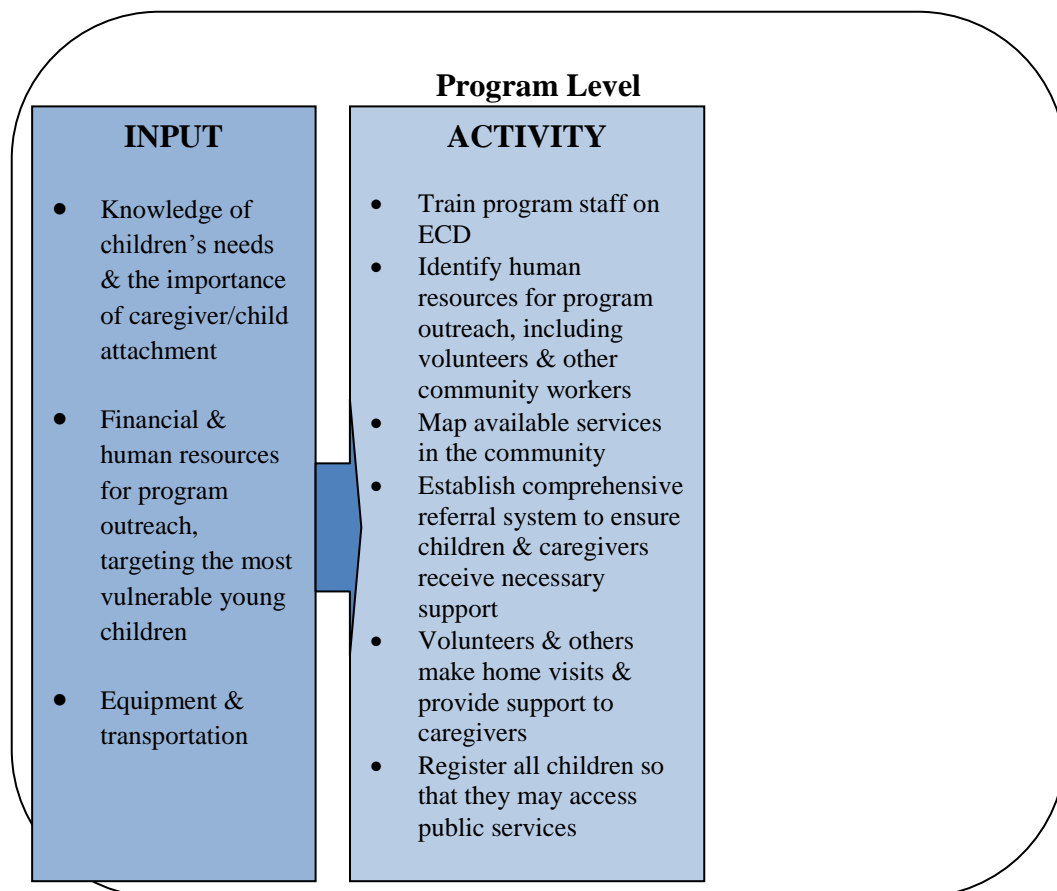 Program Level
INPUT
• Knowledge of
children’s needs
& the importance
of caregiver/child
attachment
• Financial &
human resources
for program
outreach,
targeting the most
vulnerable young
children
• Equipment &
transportation
ACTIVITY
• Train program staff on
ECD
• Identify human
resources for program
outreach, including
volunteers & other
community workers
• Map available services
in the community
• Establish comprehensive
referral system to ensure
children & caregivers
receive necessary
support
• Volunteers & others
make home visits &
provide support to
caregivers
• Register all children so
that they may access
public services